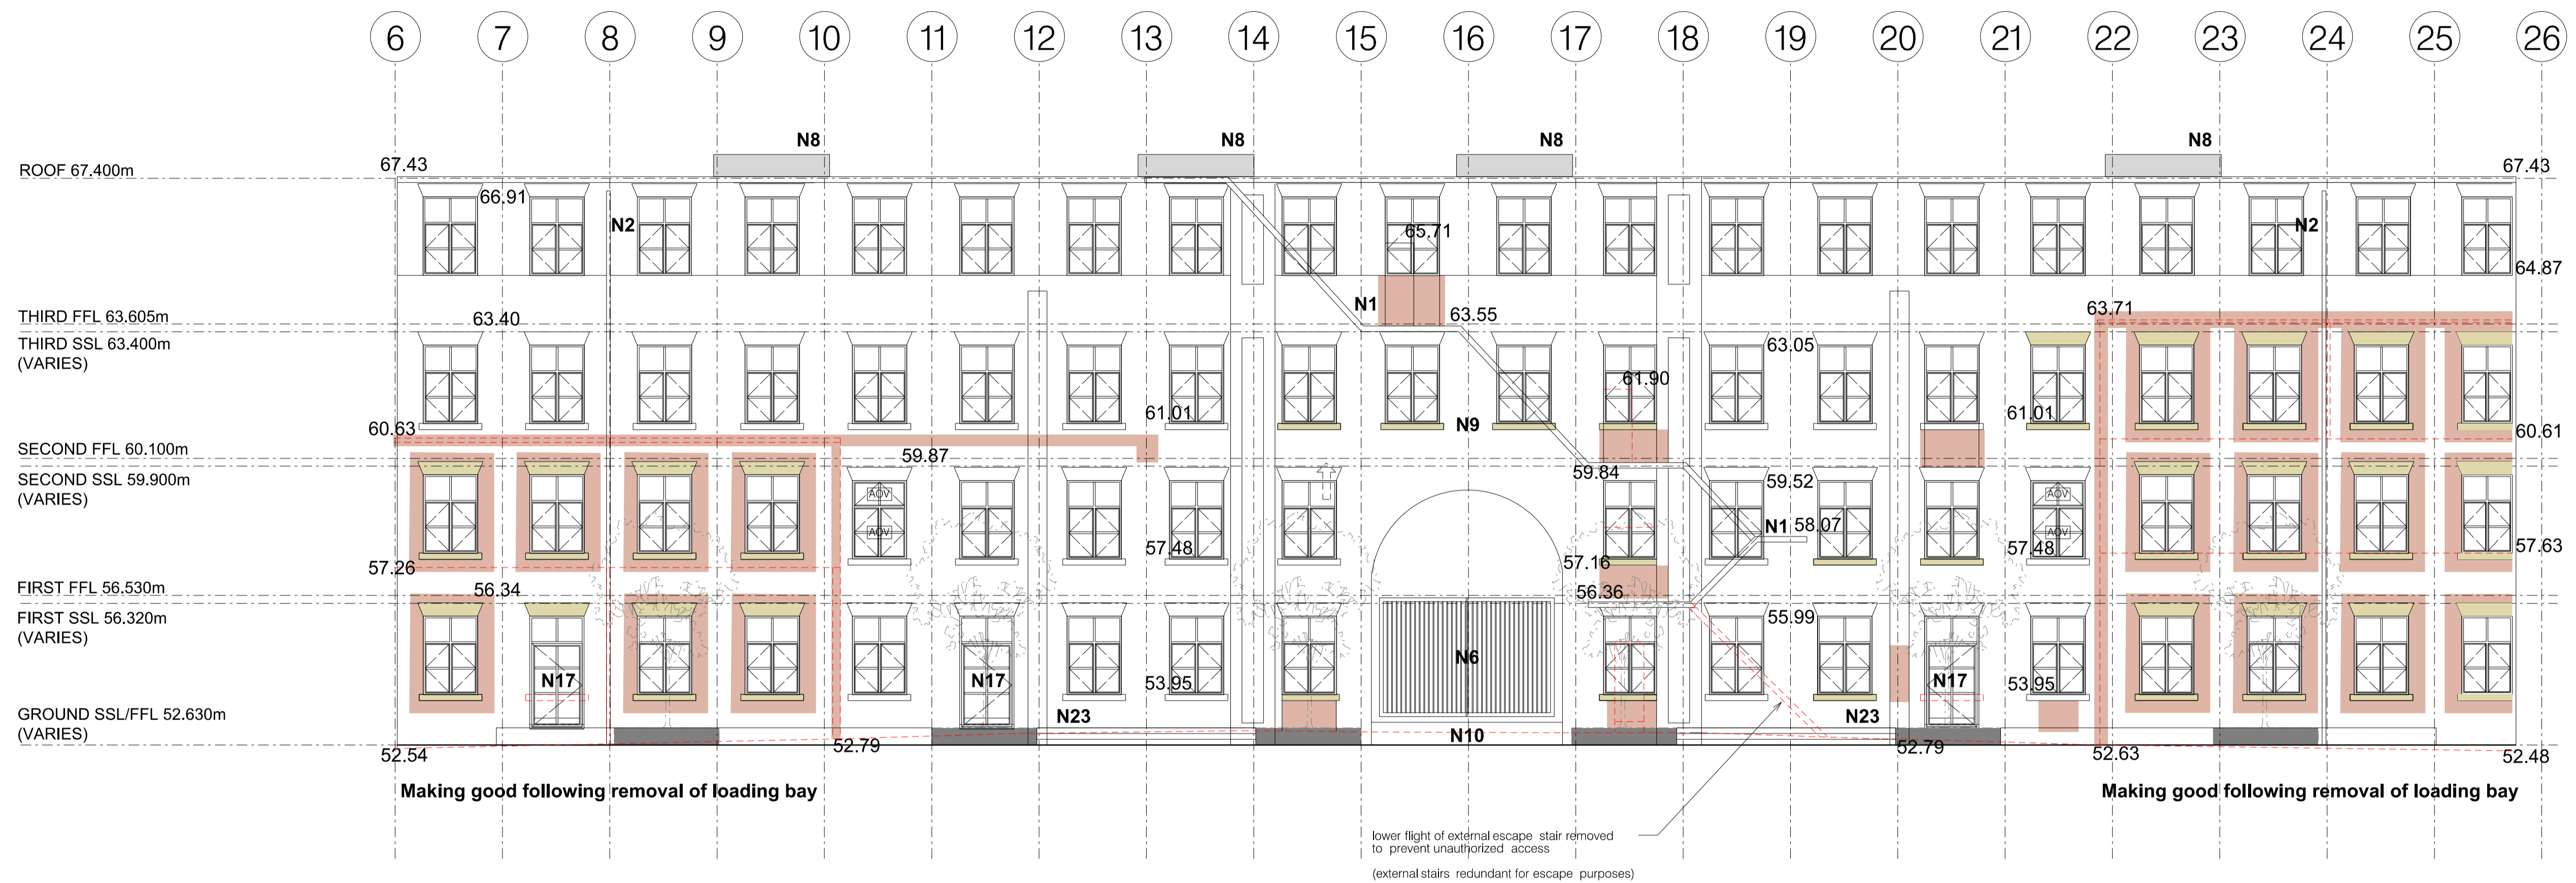 6 7 8 9 10 11 12 13 14 15 16 17 18 19 20 21 22 23 24 25 26
N8 N8 N8 N8
ROOF 67.400m 67.43 67.43
66.91
N2 N2
65.71
64.87
THIRD FFL 63.605m 63.40 N1 63.55 63.71
THIRD SSL 63.400m 63.05
(VARIES)
61.90
61.01 61.01
60.63 N9 60.61
SECOND FFL 60.100m 59.87
SECOND SSL 59.900m 59.84 59.52
(VARIES)
AOV AOV
N1 58.07
AOV AOV
57.48 57.48 57.63
57.26 57.16
FIRST FFL 56.530m 56.34 56.36
FIRST SSL 56.320m 55.99
(VARIES)
N6
N17 N17 53.95 N17 53.95
GROUND SSL/FFL 52.630m N23 N23
(VARIES)
N10
52.54 52.79 52.79 52.63 52.48
Making good following removal of loading bay Making good following removal of loading bay
lower flight of external escape stair removed
to prevent unauthorized access
(external stairs redundant for escape purposes)